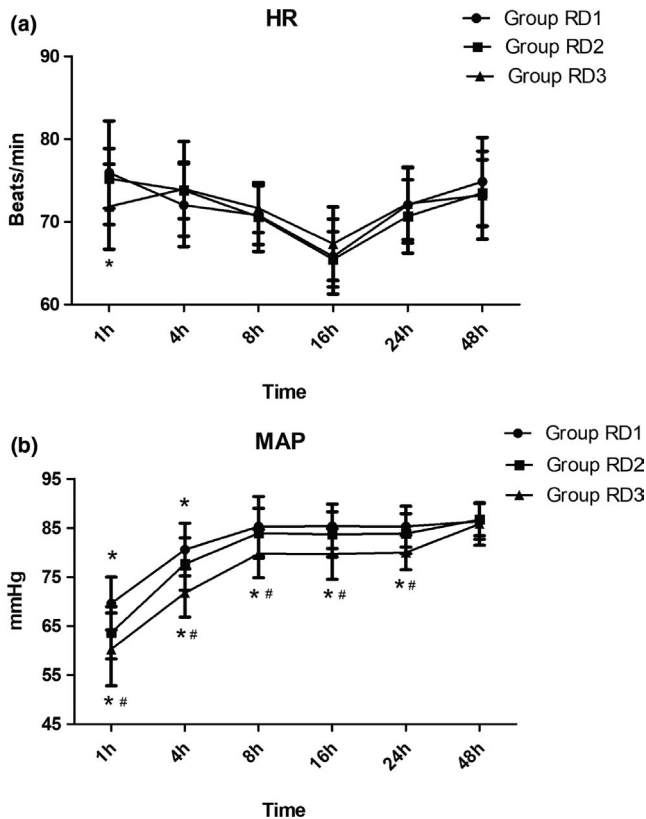 (a)
HR
Group RD1
Group RD2
Group RD3
Beats/min
90
80
70
60
*
1h 4h 8h 16h 24h 48h
Time
(b)
MAP
Group RD1
Group RD2
Group RD3
mmHg
95
85
75
65
55
45
* *
*# *# *# *# *#
1h 4h 8h 16h 24h 48h
Time